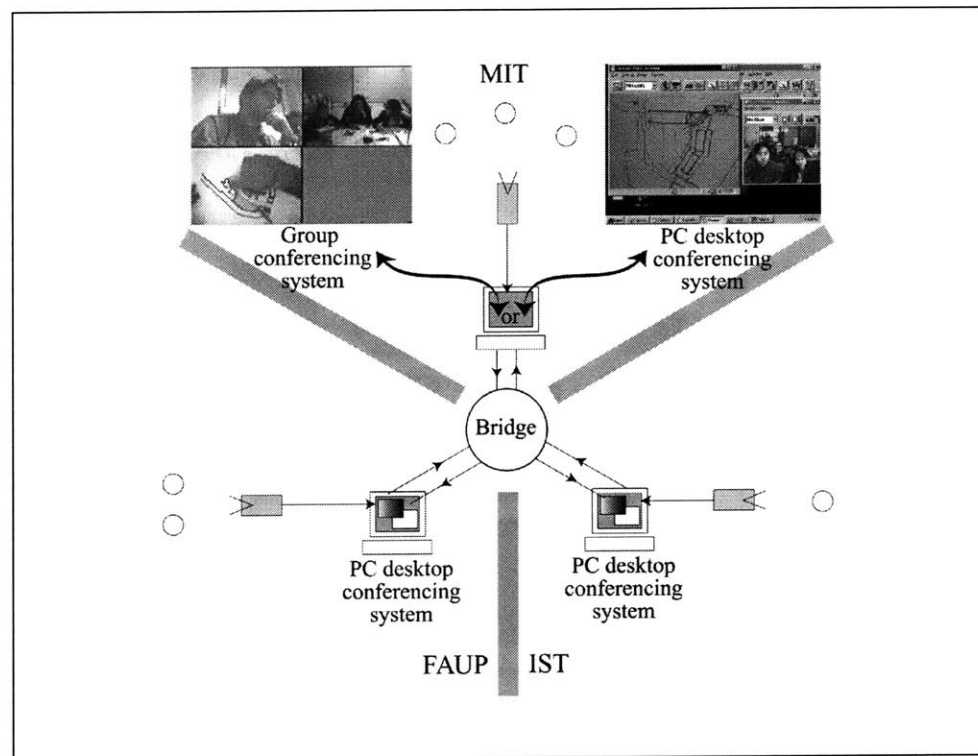 MIT
Group
conferencing
system
PC desktop
conferencing
system
or
Bridge
PC desktop
conferencing
system
PC desktop
conferencing
system
FAUP
IST